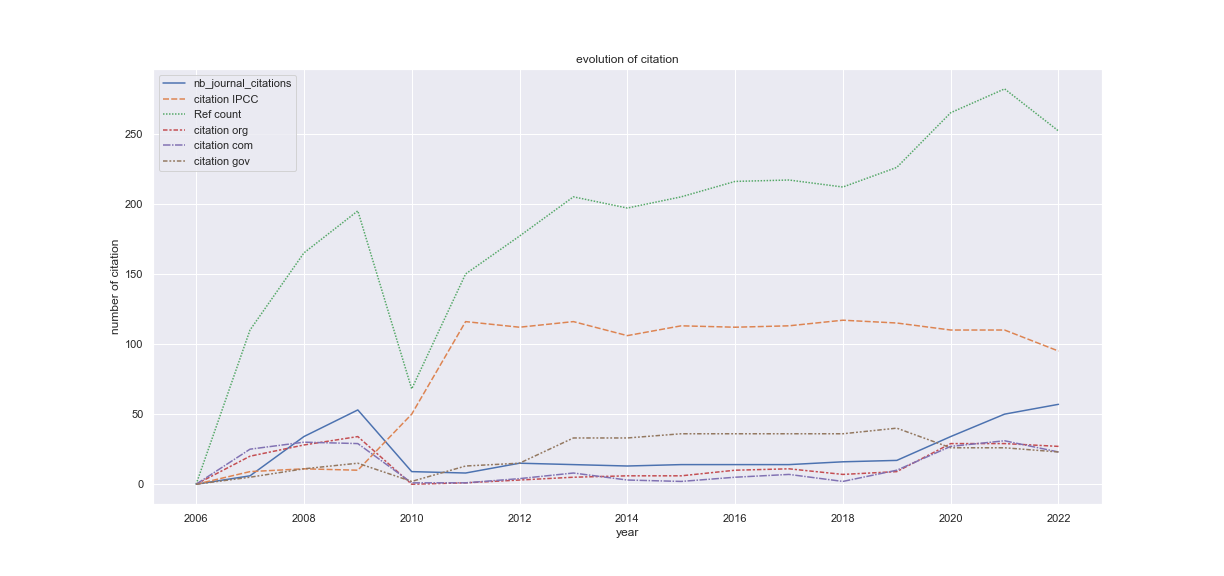 evolution of citation
nb_journal_citations
citation IPCC
Ref count
citation org
citation com
citation gov
number of citation
250
200
150
100
50
0
2006 2008 2010 2012 2014 2016 2018 2020 2022
year